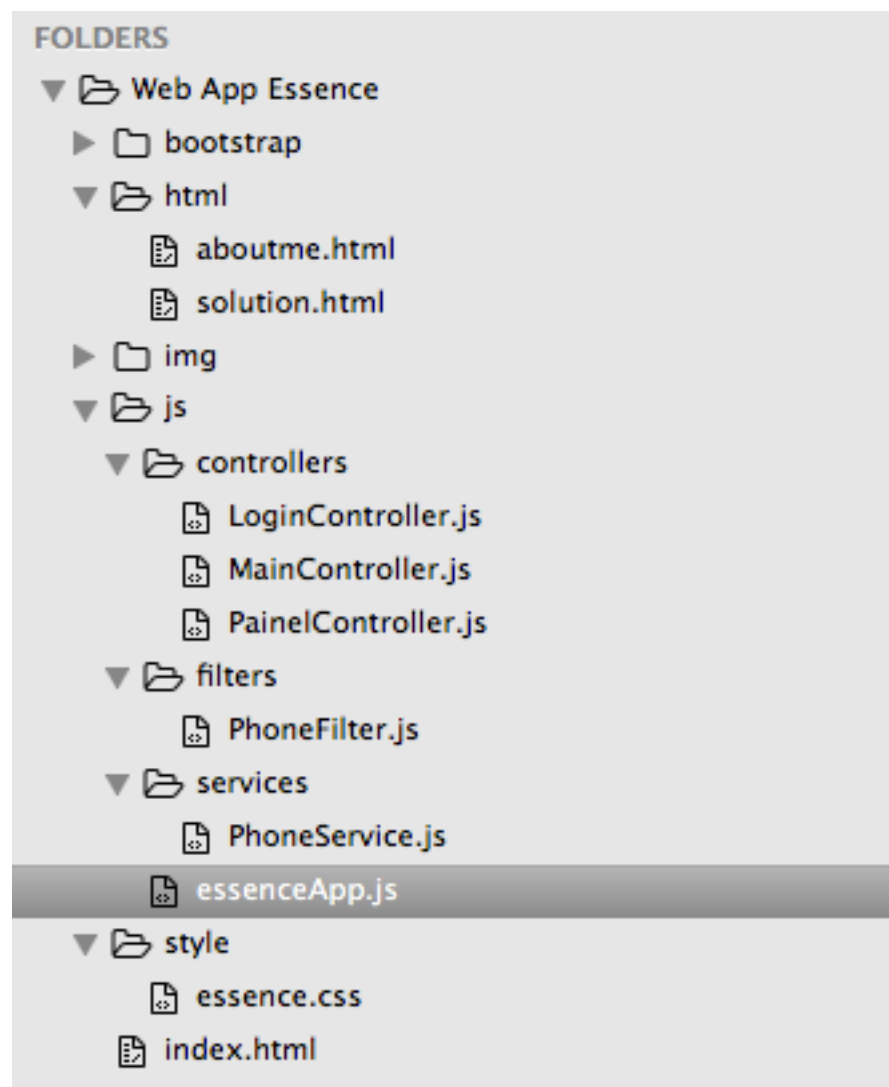 FOLDERS
Web App Essence
bootstrap
html
aboutme.html
solution.html
img
js
controllers
LoginController.js
MainController.js
PainelController.js
filters
PhoneFilter.js
services
PhoneService.js
essenceApp.js
style
essence.css
index.html